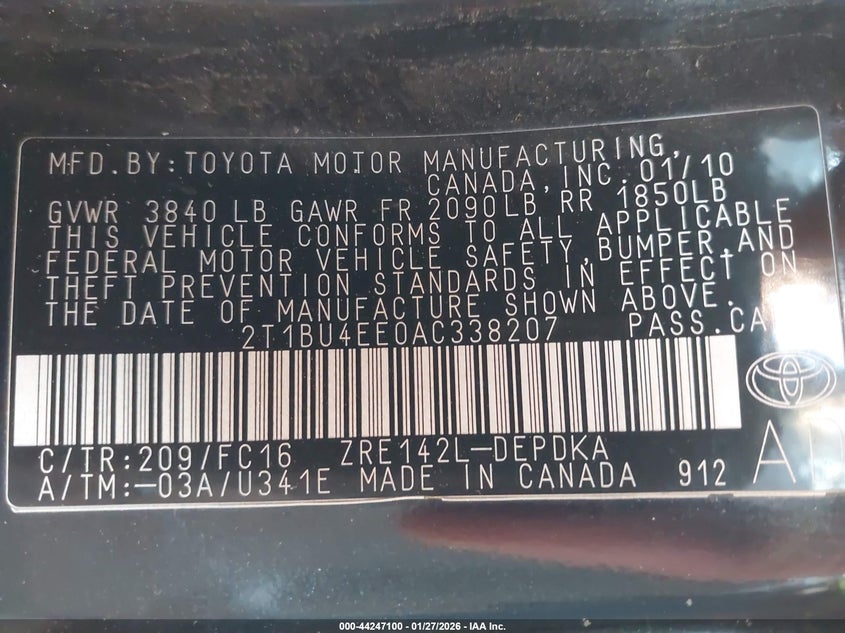 MFD.BY:TOYOTA MOTOR MANUFACTURING,
CANADA,INC.01/10
GVWR 3840 LB GAWR FR 2090LB RR 1850LB
THIS VEHICLE CONFORMS TO ALL APPLICABLE
FEDERAL MOTOR VEHICLE SAFETY,BUMPER,AND
THEFT PREVENTION STANDARDS IN EFFECT ON
THE DATE OF MANUFACTURE SHOWN ABOVE.
2T1BU4EE0AC338207 PASS.CA
C/TR:209/FC16 ZRE142L-DEPDKA
A/TM:-03A/U341E MADE IN CANADA 912
AD
000-44247100 - 01/27/2026 - IAA Inc.